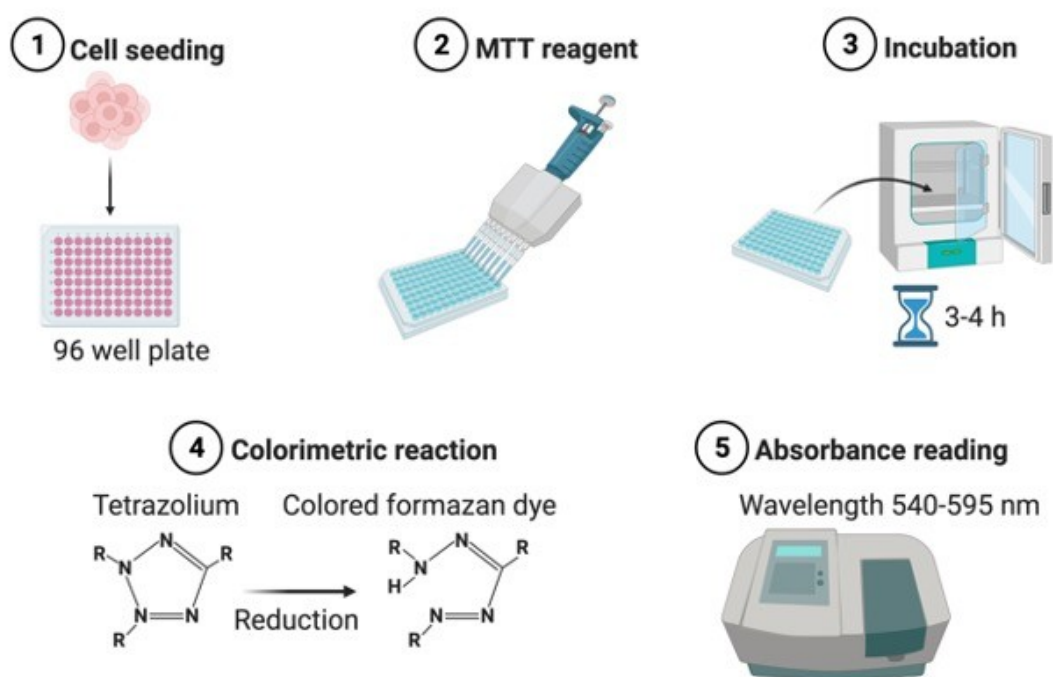 1 Cell seeding
96 well plate
2 MTT reagent
3 Incubation
3-4 h
4 Colorimetric reaction
Tetrazolium
R
N
N
R
N
N
R
Reduction
Colored formazan dye
R
N
N
R
H
N
N
R
5 Absorbance reading
Wavelength 540-595 nm